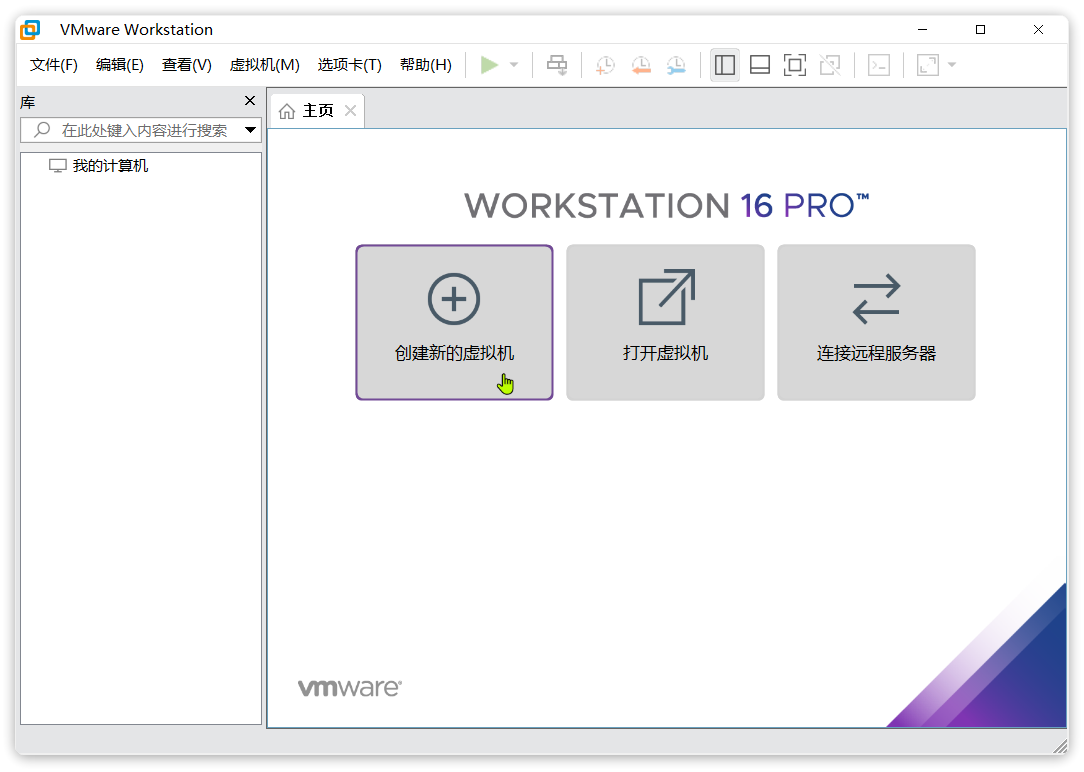 VMware Workstation
文件(F) 编辑(E) 查看(V) 虚拟机(M) 选项卡(T) 帮助(H)
库
在此处键入内容进行搜索
我的计算机
主页
WORKSTATION 16 PRO™
创建新的虚拟机 打开虚拟机 连接远程服务器
vmware®